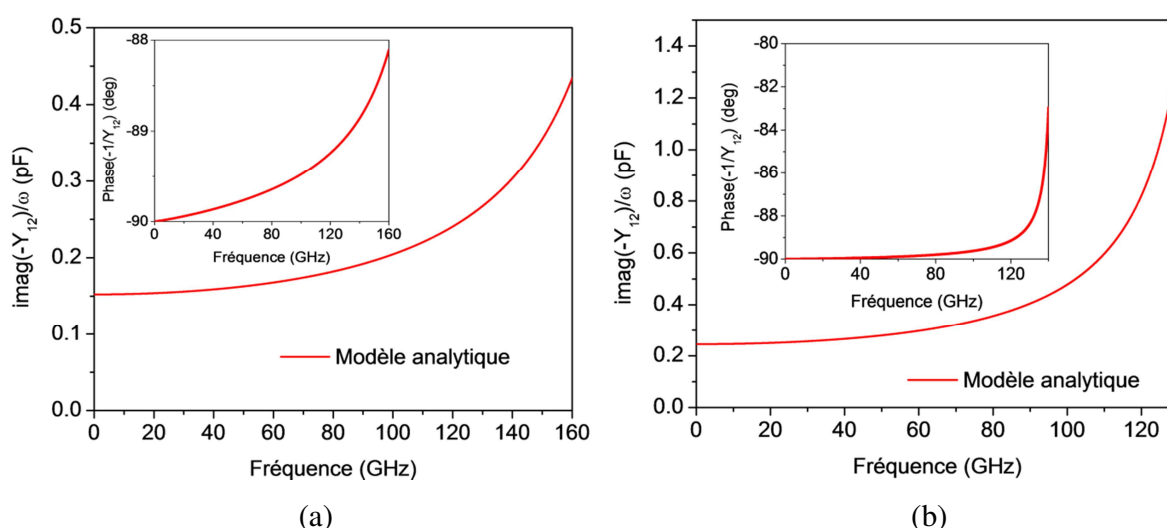 0.5
0.4
0.3
0.2
0.1
0.0
imag(-Y12)/ω (pF)
0 20 40 60 80 100 120 140 160
Fréquence (GHz)
-88
-89
-90
Phase(-1/Y12) (deg)
0 40 80 120 160
Fréquence (GHz)
Modèle analytique
(a)
1.4
1.2
1.0
0.8
0.6
0.4
0.2
0.0
imag(-Y12)/ω (pF)
0 20 40 60 80 100 120
Fréquence (GHz)
-80
-82
-84
-86
-88
-90
Phase(-1/Y12) (deg)
0 40 80 120
Fréquence (GHz)
Modèle analytique
(b)